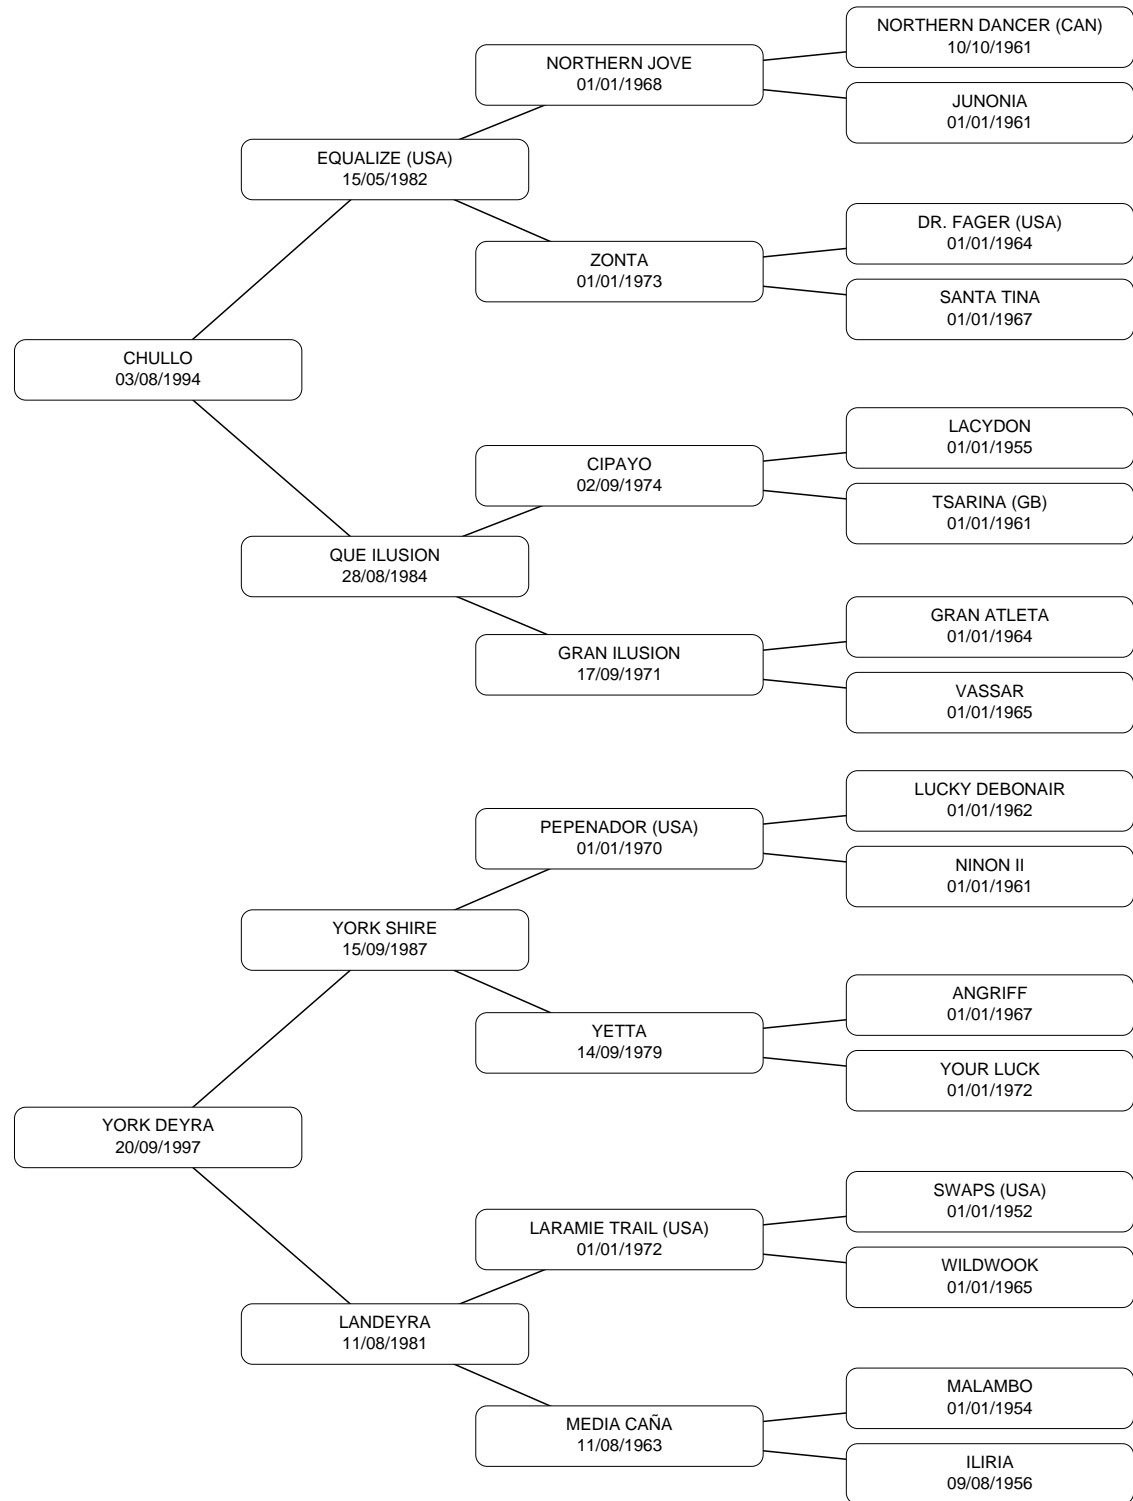 NORTHERN DANCER (CAN)
10/10/1961
NORTHERN JOVE
01/01/1968
JUNONIA
01/01/1961
EQUALIZE (USA)
15/05/1982
DR. FAGER (USA)
01/01/1964
ZONTA
01/01/1973
SANTA TINA
01/01/1967
CHULLO
03/08/1994
LACYDON
01/01/1955
CIPAYO
02/09/1974
TSARINA (GB)
01/01/1961
QUE ILUSION
28/08/1984
GRAN ATLETA
01/01/1964
GRAN ILUSION
17/09/1971
VASSAR
01/01/1965
LUCKY DEBONAIR
01/01/1962
PEPENADOR (USA)
01/01/1970
NINON II
01/01/1961
YORK SHIRE
15/09/1987
ANGRIFF
01/01/1967
YETTA
14/09/1979
YOUR LUCK
01/01/1972
YORK DEYRA
20/09/1997
SWAPS (USA)
01/01/1952
LARAMIE TRAIL (USA)
01/01/1972
WILDWOOK
01/01/1965
LANDEYRA
11/08/1981
MALAMBO
01/01/1954
MEDIA CAÑA
11/08/1963
ILIRIA
09/08/1956